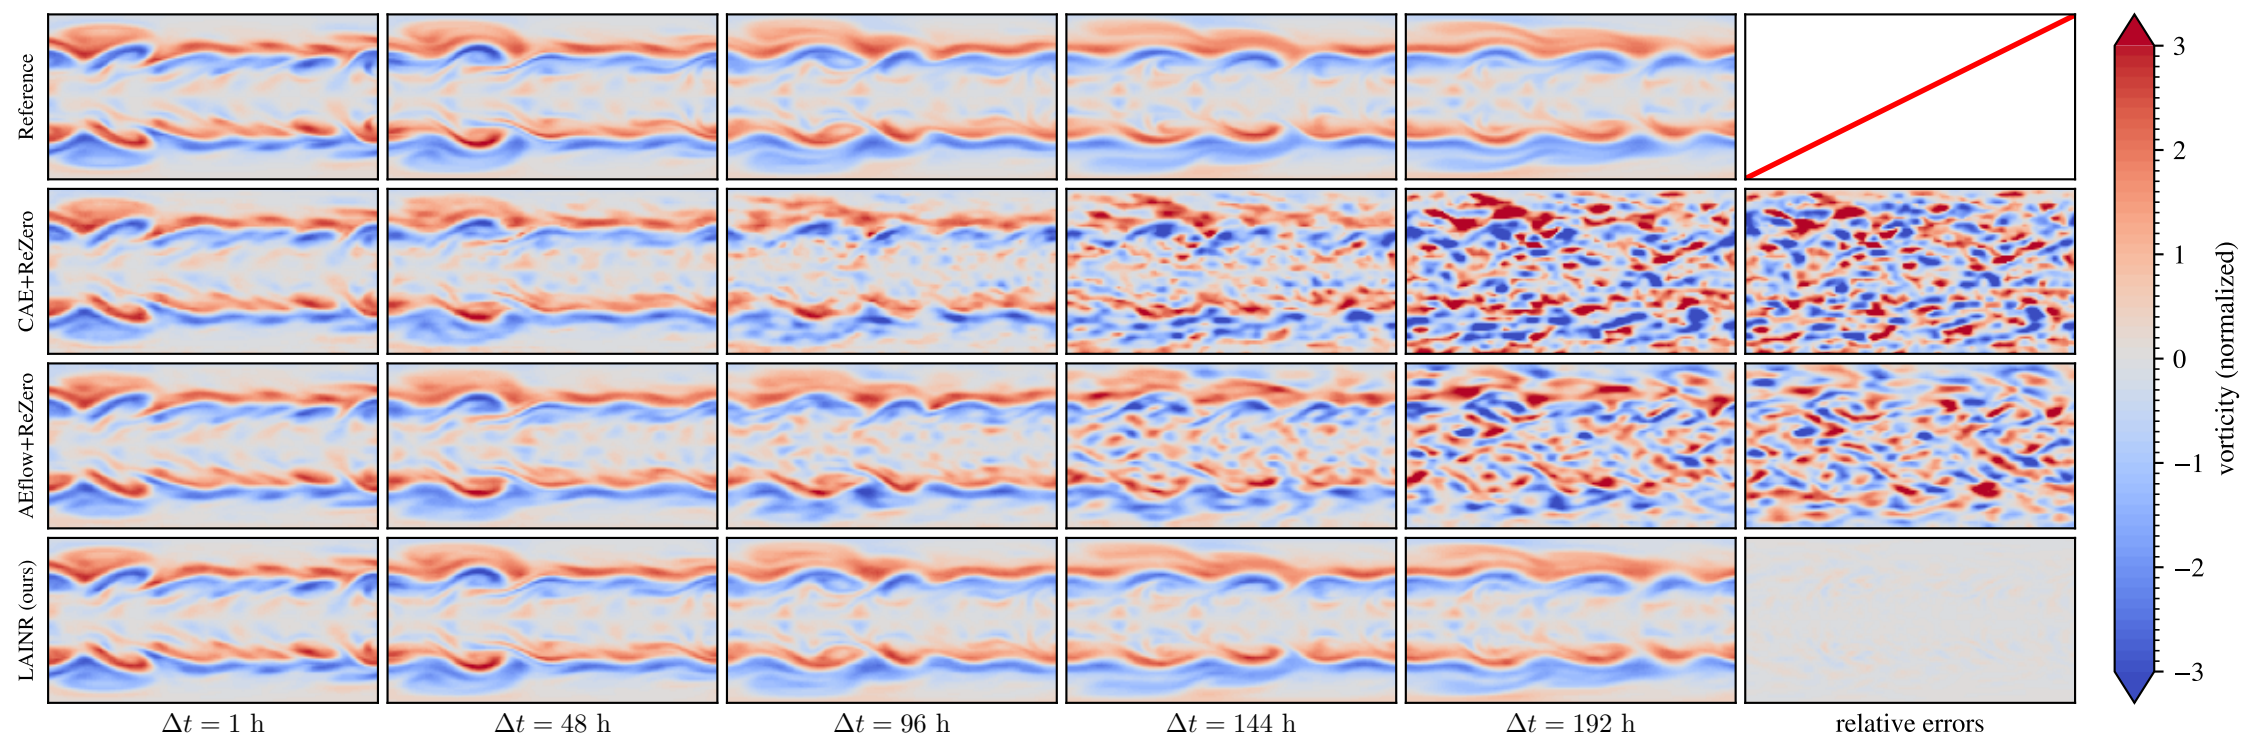 Reference
CAE+ReZero
AEflow+ReZero
LAINR (ours)
Δt = 1 h
Δt = 48 h
Δt = 96 h
Δt = 144 h
Δt = 192 h
relative errors
3
2
1
0
−1
−2
−3
vorticity (normalized)